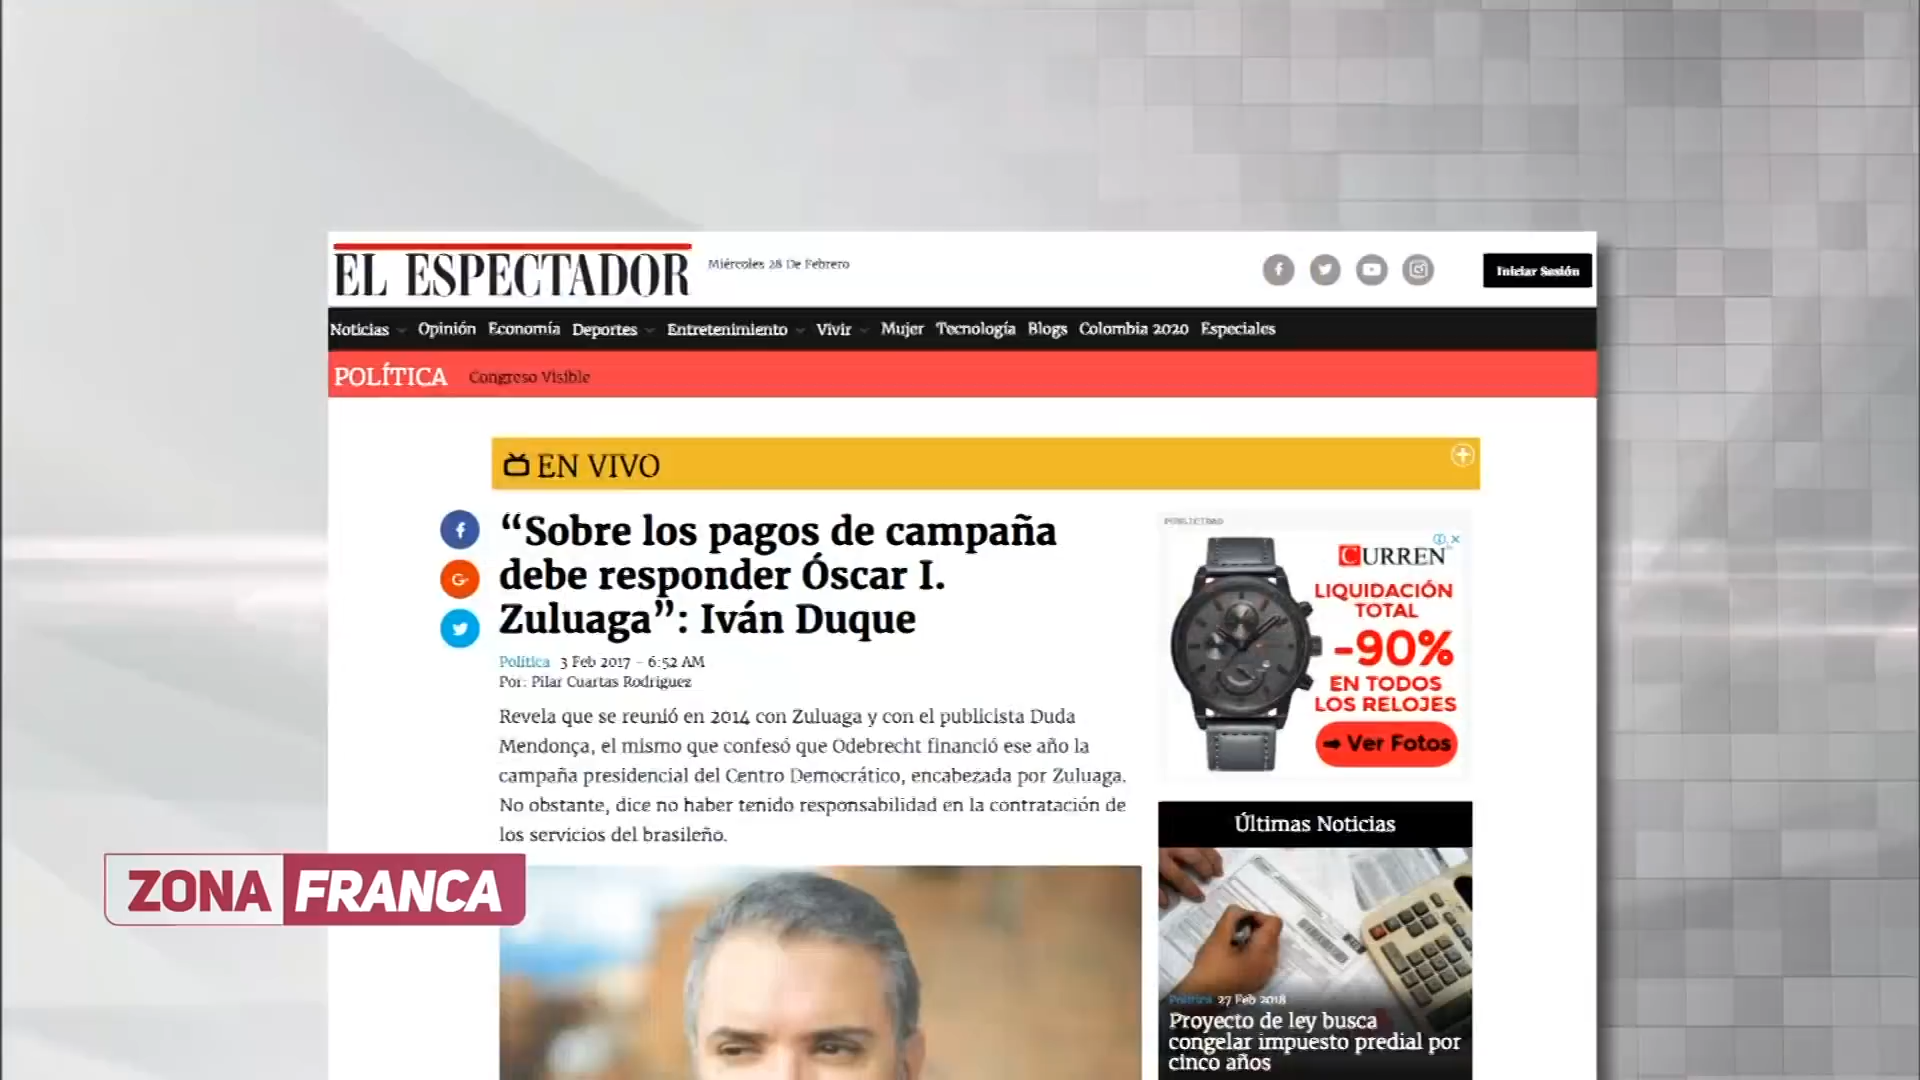 EL ESPECTADOR
Miércoles 28 De Febrero
Iniciar Sesión
Noticias Opinión Economía Deportes Entretenimiento Vivir Mujer Tecnología Blogs Colombia 2020 Especiales
POLÍTICA Congreso Visible
EN VIVO
“Sobre los pagos de campaña
debe responder Óscar I.
Zuluaga”: Iván Duque
Política 3 Feb 2017 - 6:52 AM
Por: Pilar Cuartas Rodríguez
Revela que se reunió en 2014 con Zuluaga y con el publicista Duda
Mendonça, el mismo que confesó que Odebrecht financió ese año la
campaña presidencial del Centro Democrático, encabezada por Zuluaga.
No obstante, dice no haber tenido responsabilidad en la contratación de
los servicios del brasileño.
PUBLICIDAD
CURREN
LIQUIDACIÓN
TOTAL
-90%
EN TODOS
LOS RELOJES
➞ Ver Fotos
Últimas Noticias
Política 27 Feb 2018
Proyecto de ley busca
congelar impuesto predial por
cinco años
ZONA FRANCA